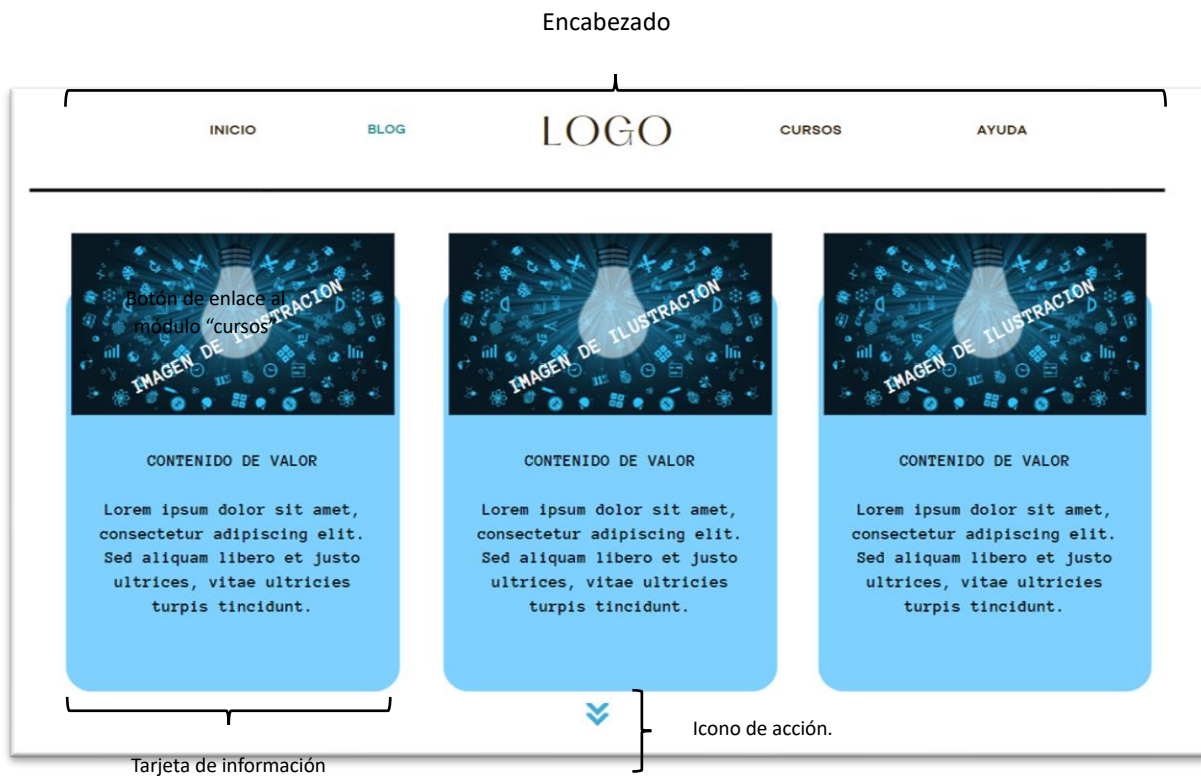 Encabezado
INICIO
BLOG
LOGO
CURSOS
AYUDA
Botón de enlace al
módulo “cursos”
IMAGEN DE ILUSTRACION
IMAGEN DE ILUSTRACION
IMAGEN DE ILUSTRACION
CONTENIDO DE VALOR
Lorem ipsum dolor sit amet,
consectetur adipiscing elit.
Sed aliquam libero et justo
ultrices, vitae ultricies
turpis tincidunt.
CONTENIDO DE VALOR
Lorem ipsum dolor sit amet,
consectetur adipiscing elit.
Sed aliquam libero et justo
ultrices, vitae ultricies
turpis tincidunt.
CONTENIDO DE VALOR
Lorem ipsum dolor sit amet,
consectetur adipiscing elit.
Sed aliquam libero et justo
ultrices, vitae ultricies
turpis tincidunt.
Icono de acción.
Tarjeta de información